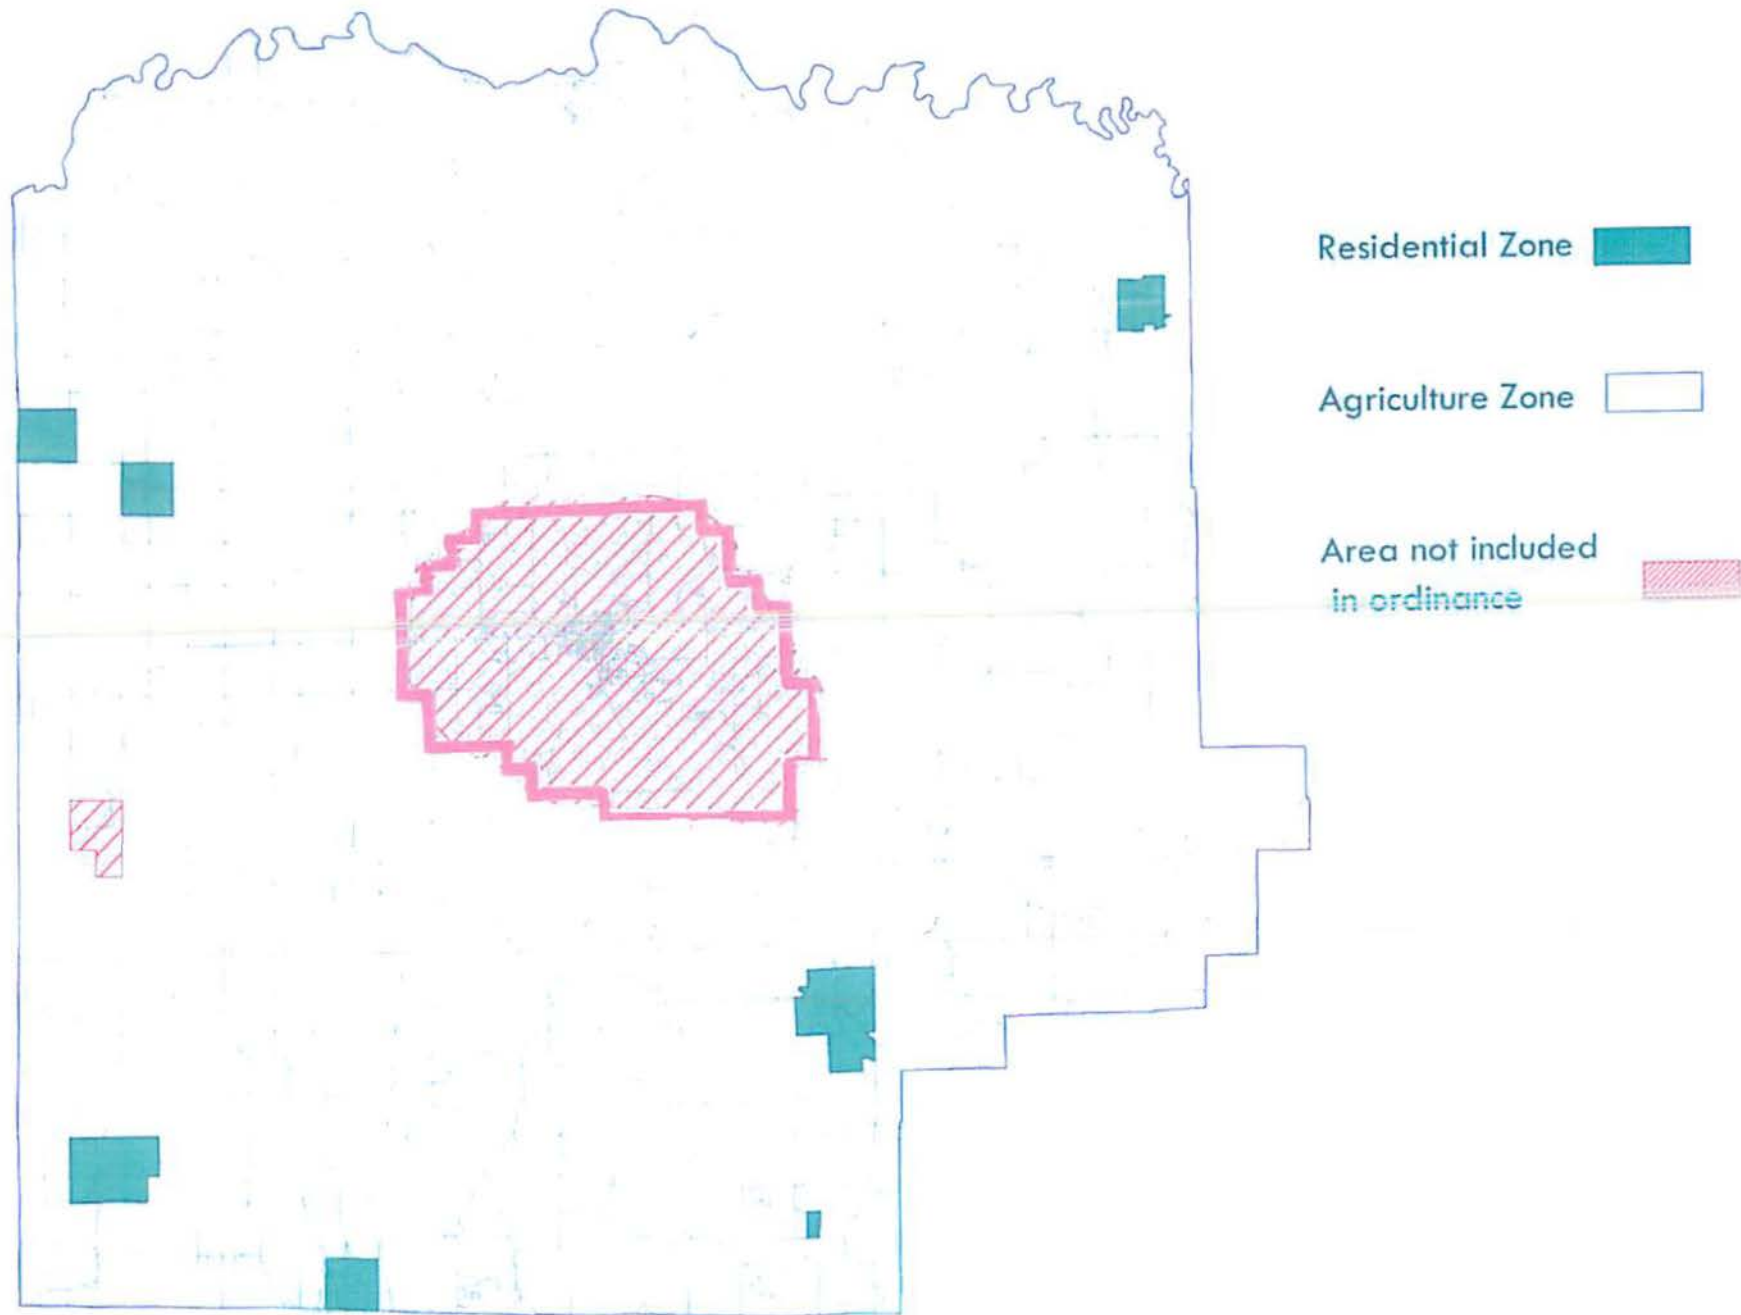 Residential Zone
Agriculture Zone
Area not included
in ordinance